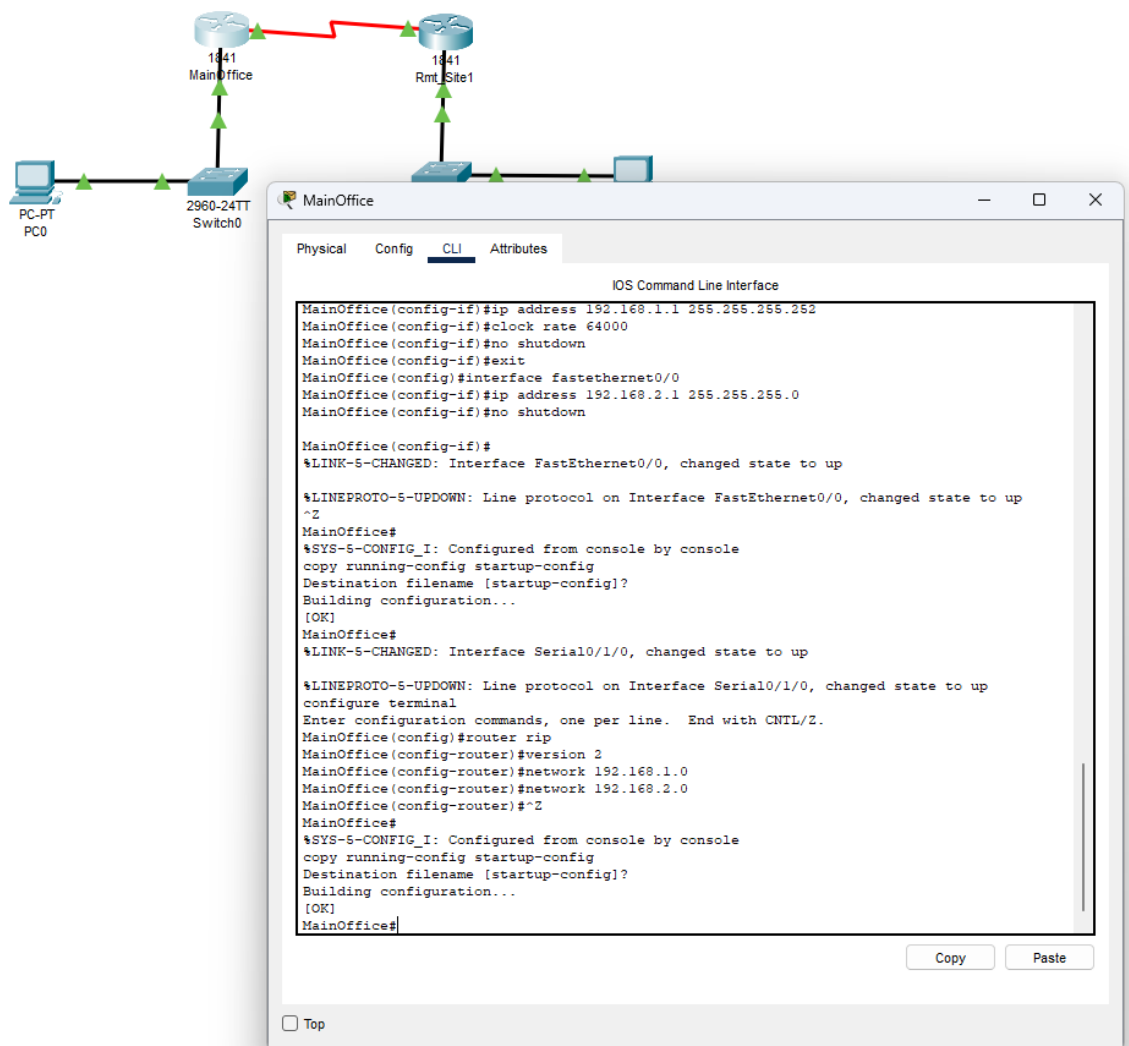 1841
MainOffice
1841
Rmt_Site1
PC-PT
PC0
2960-24TT
Switch0
MainOffice
Physical Config CLI Attributes
IOS Command Line Interface
MainOffice(config-if)#ip address 192.168.1.1 255.255.255.252
MainOffice(config-if)#clock rate 64000
MainOffice(config-if)#no shutdown
MainOffice(config-if)#exit
MainOffice(config)#interface fastethernet0/0
MainOffice(config-if)#ip address 192.168.2.1 255.255.255.0
MainOffice(config-if)#no shutdown
MainOffice(config-if)#
%LINK-5-CHANGED: Interface FastEthernet0/0, changed state to up
%LINEPROTO-5-UPDOWN: Line protocol on Interface FastEthernet0/0, changed state to up
^Z
MainOffice#
%SYS-5-CONFIG_I: Configured from console by console
copy running-config startup-config
Destination filename [startup-config]?
Building configuration...
[OK]
MainOffice#
%LINK-5-CHANGED: Interface Serial0/1/0, changed state to up
%LINEPROTO-5-UPDOWN: Line protocol on Interface Serial0/1/0, changed state to up
configure terminal
Enter configuration commands, one per line. End with CNTL/Z.
MainOffice(config)#router rip
MainOffice(config-router)#version 2
MainOffice(config-router)#network 192.168.1.0
MainOffice(config-router)#network 192.168.2.0
MainOffice(config-router)#^Z
MainOffice#
%SYS-5-CONFIG_I: Configured from console by console
copy running-config startup-config
Destination filename [startup-config]?
Building configuration...
[OK]
MainOffice#
Copy Paste
Top